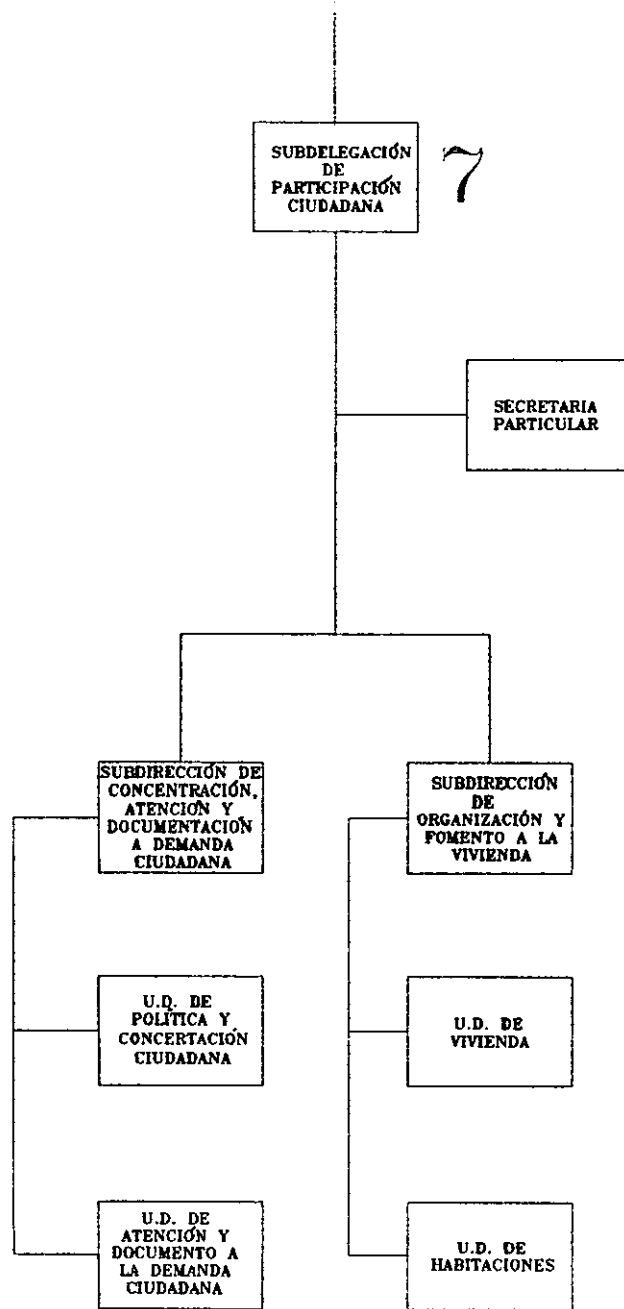 SUBDELEGACIÓN
DE
PARTICIPACIÓN
CIUDADANA
7
SECRETARIA
PARTICULAR
SUBDIRECCIÓN DE
CONCENTRACIÓN,
ATENCIÓN Y
DOCUMENTACIÓN
A DEMANDA
CIUDADANA
SUBDIRECCIÓN
DE
ORGANIZACIÓN Y
FOMENTO A LA
VIVIENDA
U.D. DE
POLÍTICA Y
CONCERTACIÓN
CIUDADANA
U.D. DE
VIVIENDA
U.D. DE
ATENCIÓN Y
DOCUMENTO A
LA DEMANDA
CIUDADANA
U.D. DE
HABITACIONES